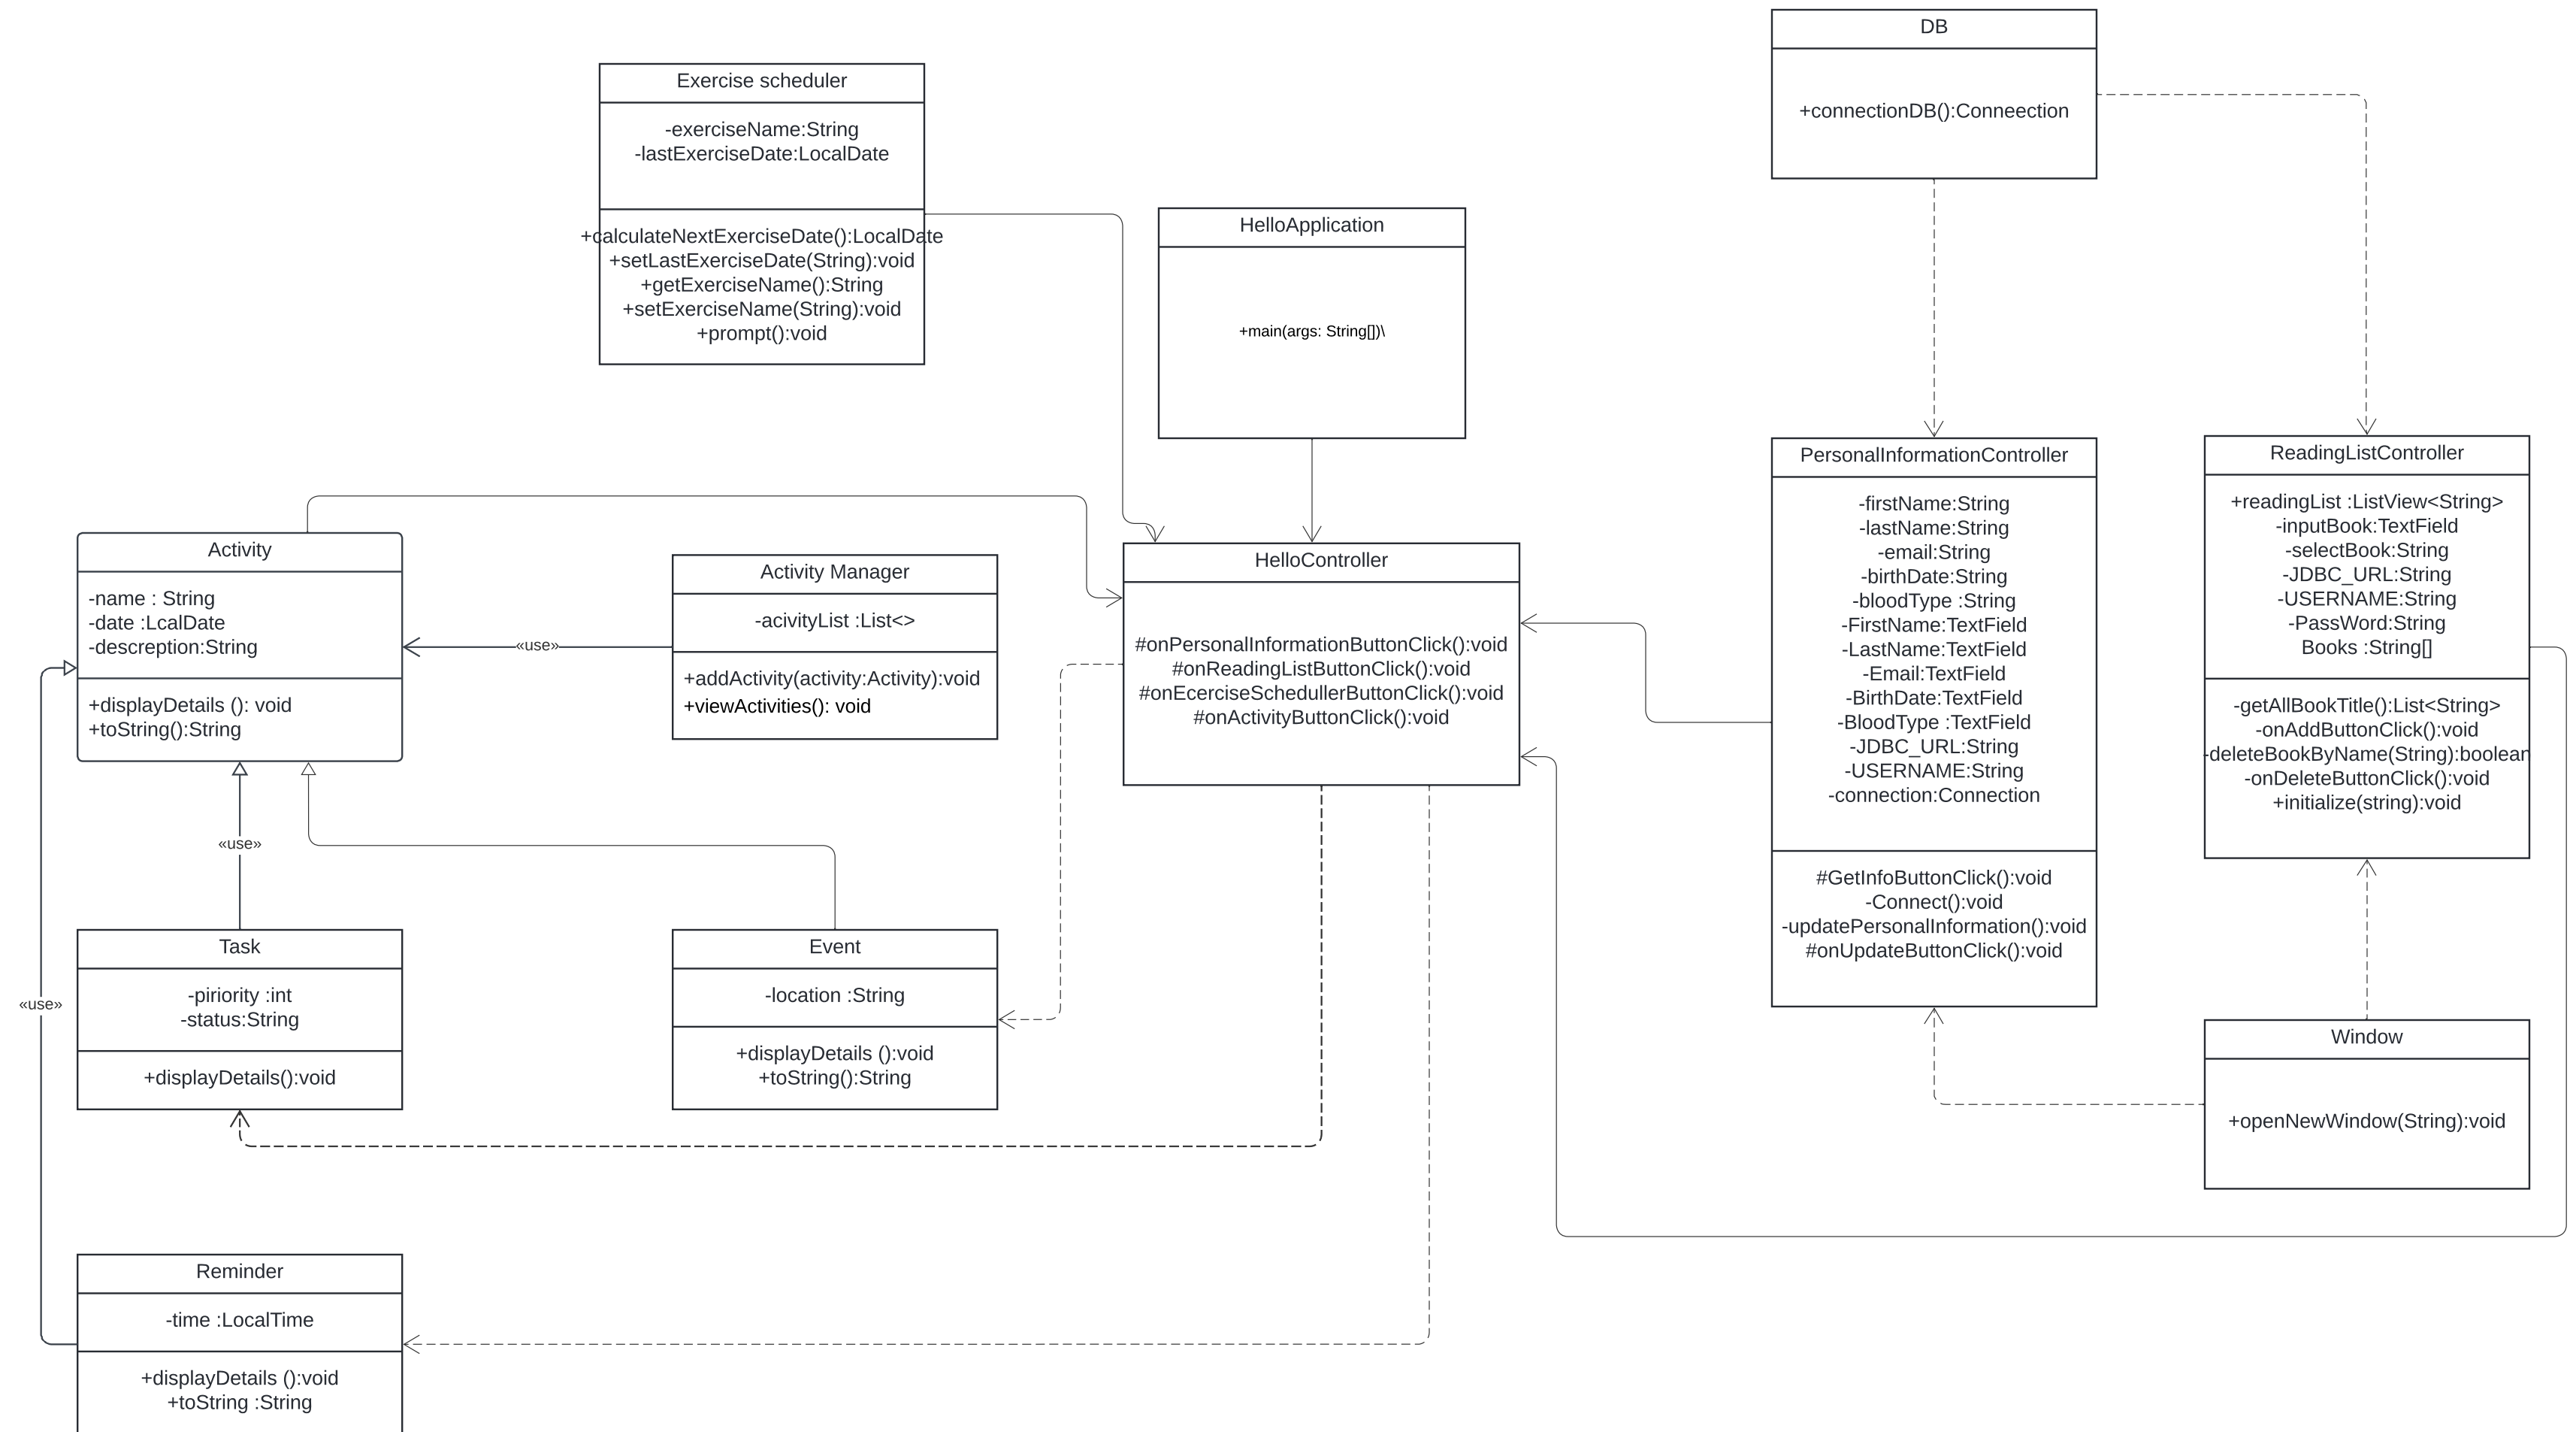 DB
+connectionDB():Conneection
Exercise scheduler
-exerciseName:String
-lastExerciseDate:LocalDate
+calculateNextExerciseDate():LocalDate
+setLastExerciseDate(String):void
+getExerciseName():String
+setExerciseName(String):void
+prompt():void
HelloApplication
+main(args: String[])\
PersonalInformationController
-firstName:String
-lastName:String
-email:String
-birthDate:String
-bloodType :String
-FirstName:TextField
-LastName:TextField
-Email:TextField
-BirthDate:TextField
-BloodType :TextField
-JDBC_URL:String
-USERNAME:String
-connection:Connection
#GetInfoButtonClick():void
-Connect():void
-updatePersonalInformation():void
#onUpdateButtonClick():void
ReadingListController
+readingList :ListView<String>
-inputBook:TextField
-selectBook:String
-JDBC_URL:String
-USERNAME:String
-PassWord:String
Books :String[]
-getAllBookTitle():List<String>
-onAddButtonClick():void
-deleteBookByName(String):boolean
-onDeleteButtonClick():void
+initialize(string):void
Activity
-name : String
-date :LcalDate
-descreption:String
+displayDetails (): void
+toString():String
«use»
Activity Manager
-acivityList :List<>
+addActivity(activity:Activity):void
+viewActivities(): void
HelloController
#onPersonalInformationButtonClick():void
#onReadingListButtonClick():void
#onEcerciseSchedullerButtonClick():void
#onActivityButtonClick():void
«use»
Task
-piriority :int
-status:String
+displayDetails():void
«use»
Event
-location :String
+displayDetails ():void
+toString():String
Window
+openNewWindow(String):void
Reminder
-time :LocalTime
+displayDetails ():void
+toString :String